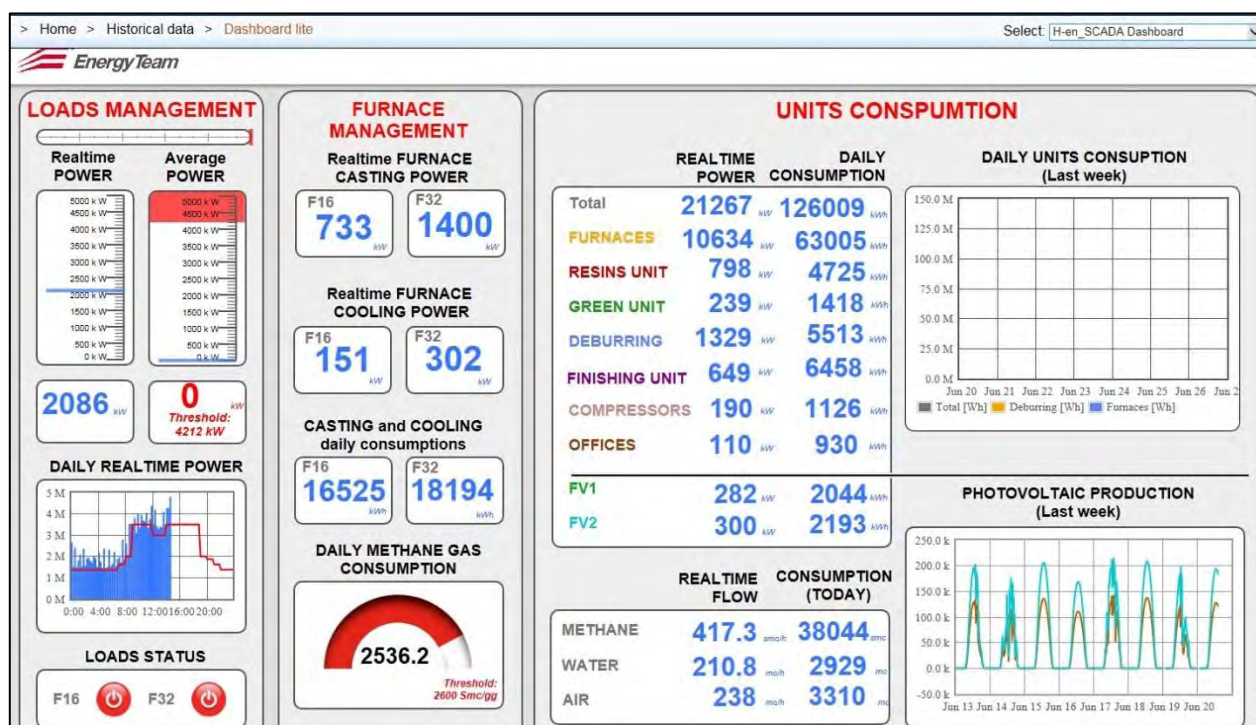 > Home > Historical data > Dashboard lite
Select: H-en_SCADA Dashboard
EnergyTeam
LOADS MANAGEMENT
Realtime POWER
Average POWER
5000 k W
4500 k W
4000 k W
3500 k W
3000 k W
2500 k W
2000 k W
1500 k W
1000 k W
500 k W
0 k W
5000 k W
4500 k W
4000 k W
3500 k W
3000 k W
2500 k W
2000 k W
1500 k W
1000 k W
500 k W
0 k W
2086 kW
0 kW
Threshold:
4212 kW
DAILY REALTIME POWER
5 M
4 M
3 M
2 M
1 M
0 M
0:00 4:00 8:00 12:00 16:00 20:00
LOADS STATUS
F16 F32
FURNACE
MANAGEMENT
Realtime FURNACE
CASTING POWER
F16 F32
733 kW 1400 kW
Realtime FURNACE
COOLING POWER
F16 F32
151 kW 302 kW
CASTING and COOLING
daily consumptions
F16 F32
16525 kWh 18194 kWh
DAILY METHANE GAS
CONSUMPTION
2536.2
Threshold:
2600 Smc/gg
UNITS CONSPUMTION
REALTIME POWER
DAILY CONSUMPTION
Total 21267 kW 126009 kWh
FURNACES 10634 kW 63005 kWh
RESINS UNIT 798 kW 4725 kWh
GREEN UNIT 239 kW 1418 kWh
DEBURRING 1329 kW 5513 kWh
FINISHING UNIT 649 kW 6458 kWh
COMPRESSORS 190 kW 1126 kWh
OFFICES 110 kW 930 kWh
FV1 282 kW 2044 kWh
FV2 300 kW 2193 kWh
REALTIME FLOW
CONSUMPTION (TODAY)
METHANE 417.3 smc/h 38044 smc
WATER 210.8 mc/h 2929 mc
AIR 238 mc/h 3310 mc
DAILY UNITS CONSUPTION
(Last week)
150.0 M
125.0 M
100.0 M
75.0 M
50.0 M
25.0 M
0.0 M
Jun 20 Jun 21 Jun 22 Jun 23 Jun 24 Jun 25 Jun 26 Jun 2
Total [Wh] Deburring [Wh] Furnaces [Wh]
PHOTOVOLTAIC PRODUCTION
(Last week)
250.0 k
200.0 k
150.0 k
100.0 k
50.0 k
0.0 k
-50.0 k
Jun 13 Jun 14 Jun 15 Jun 16 Jun 17 Jun 18 Jun 19 Jun 20